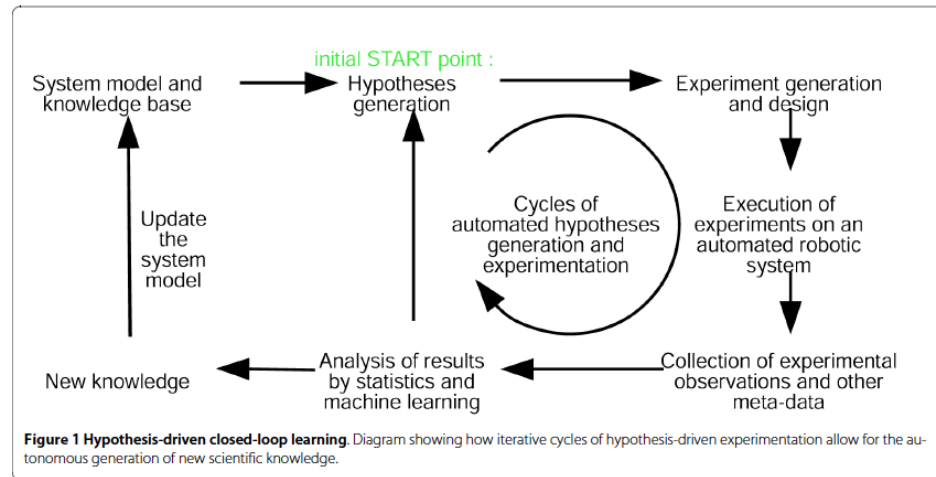 initial START point :
System model and
knowledge base
Hypotheses
generation
Experiment generation
and design
Update
the
system
model
Cycles of
automated hypotheses
generation and
experimentation
Execution of
experiments on an
automated robotic
system
New knowledge
Analysis of results
by statistics and
machine learning
Collection of experimental
observations and other
meta-data
Figure 1 Hypothesis-driven closed-loop learning. Diagram showing how iterative cycles of hypothesis-driven experimentation allow for the au-
tonomous generation of new scientific knowledge.